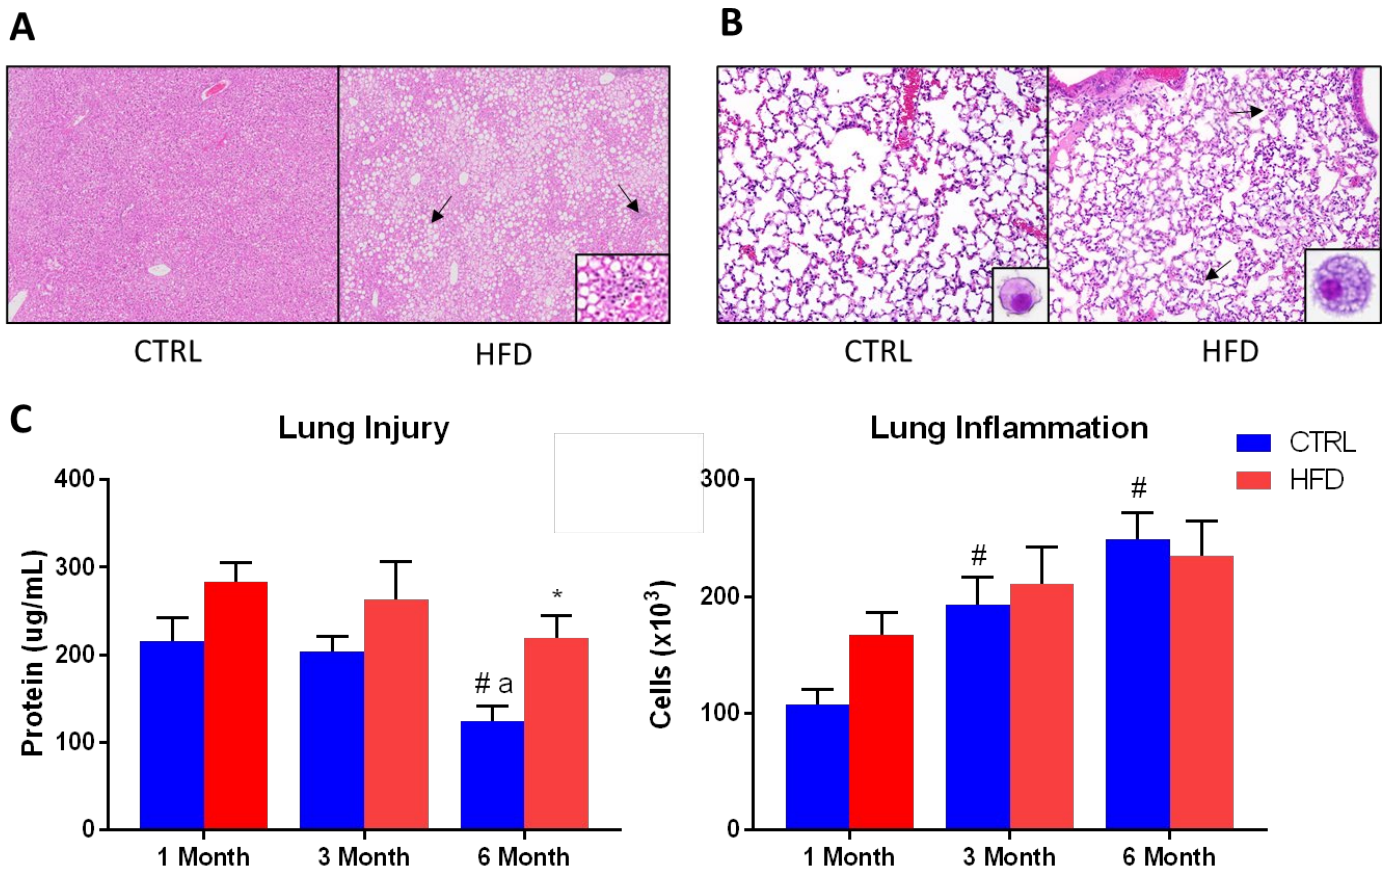 A
B
CTRL
HFD
CTRL
HFD
C
Lung Injury
Protein (ug/mL)
400
300
200
100
0
# a
*
1 Month
3 Month
6 Month
Lung Inflammation
CTRL
HFD
Cells (x10³)
300
200
100
0
#
#
1 Month
3 Month
6 Month